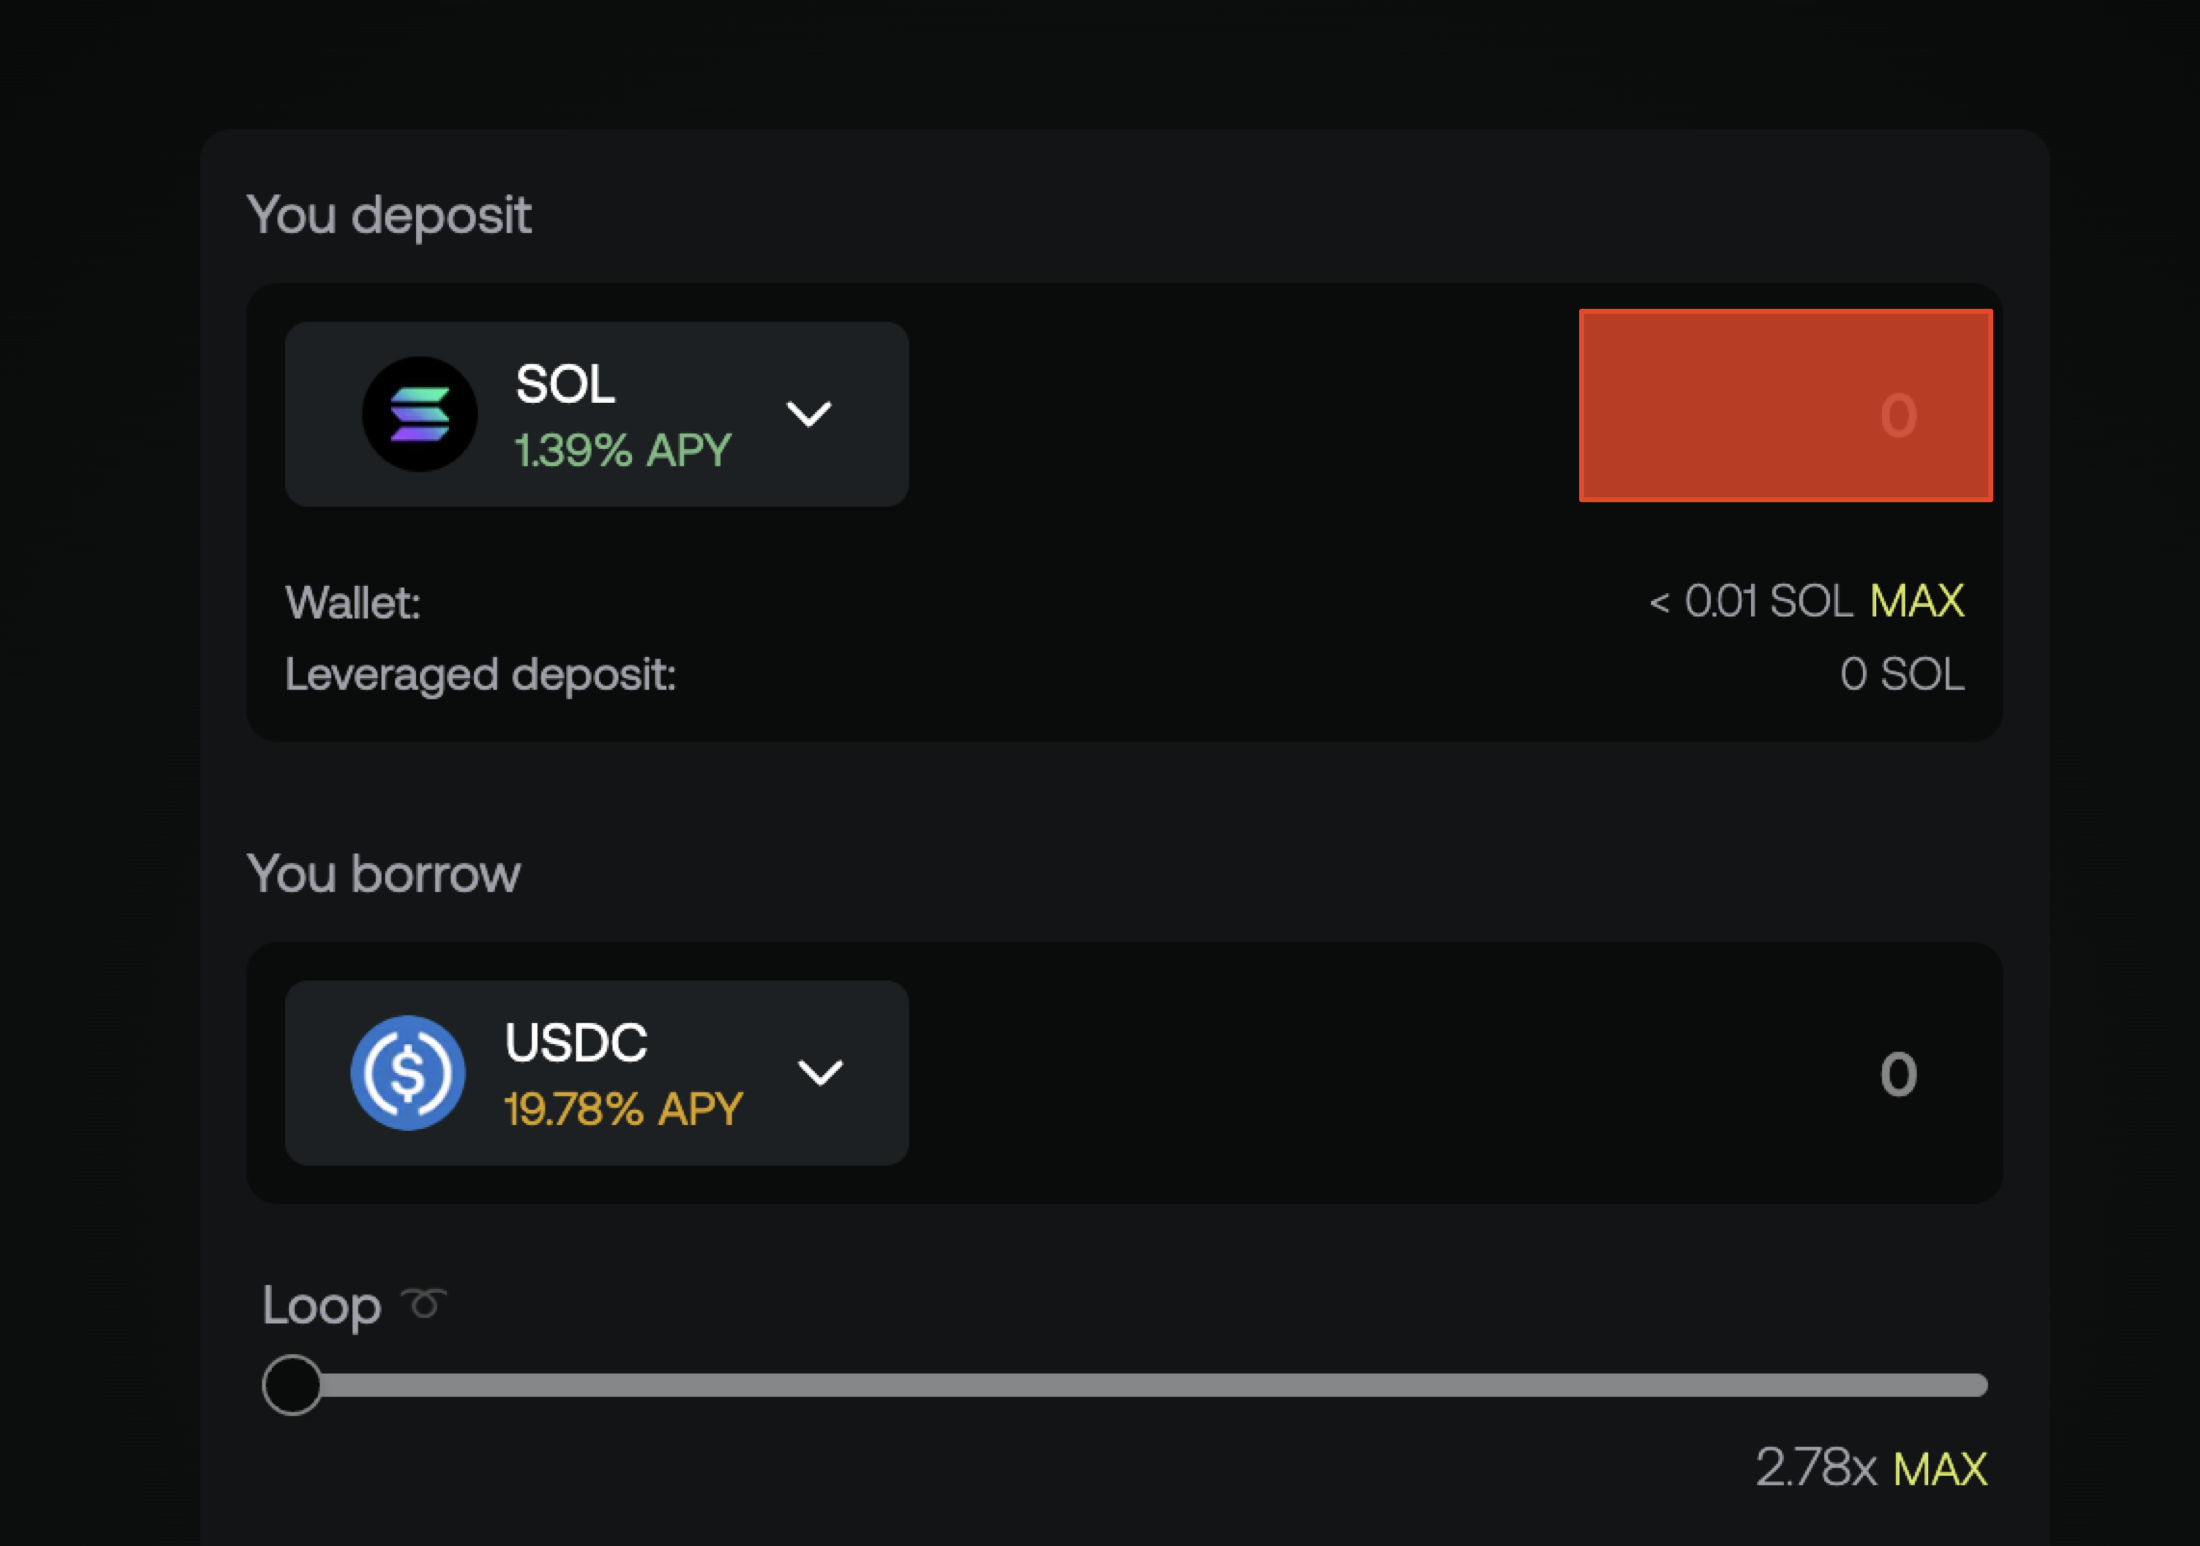 You deposit
SOL
1.39% APY
0
Wallet:
< 0.01 SOL MAX
Leveraged deposit:
0 SOL
You borrow
USDC
19.78% APY
0
Loop ➰
2.78x MAX